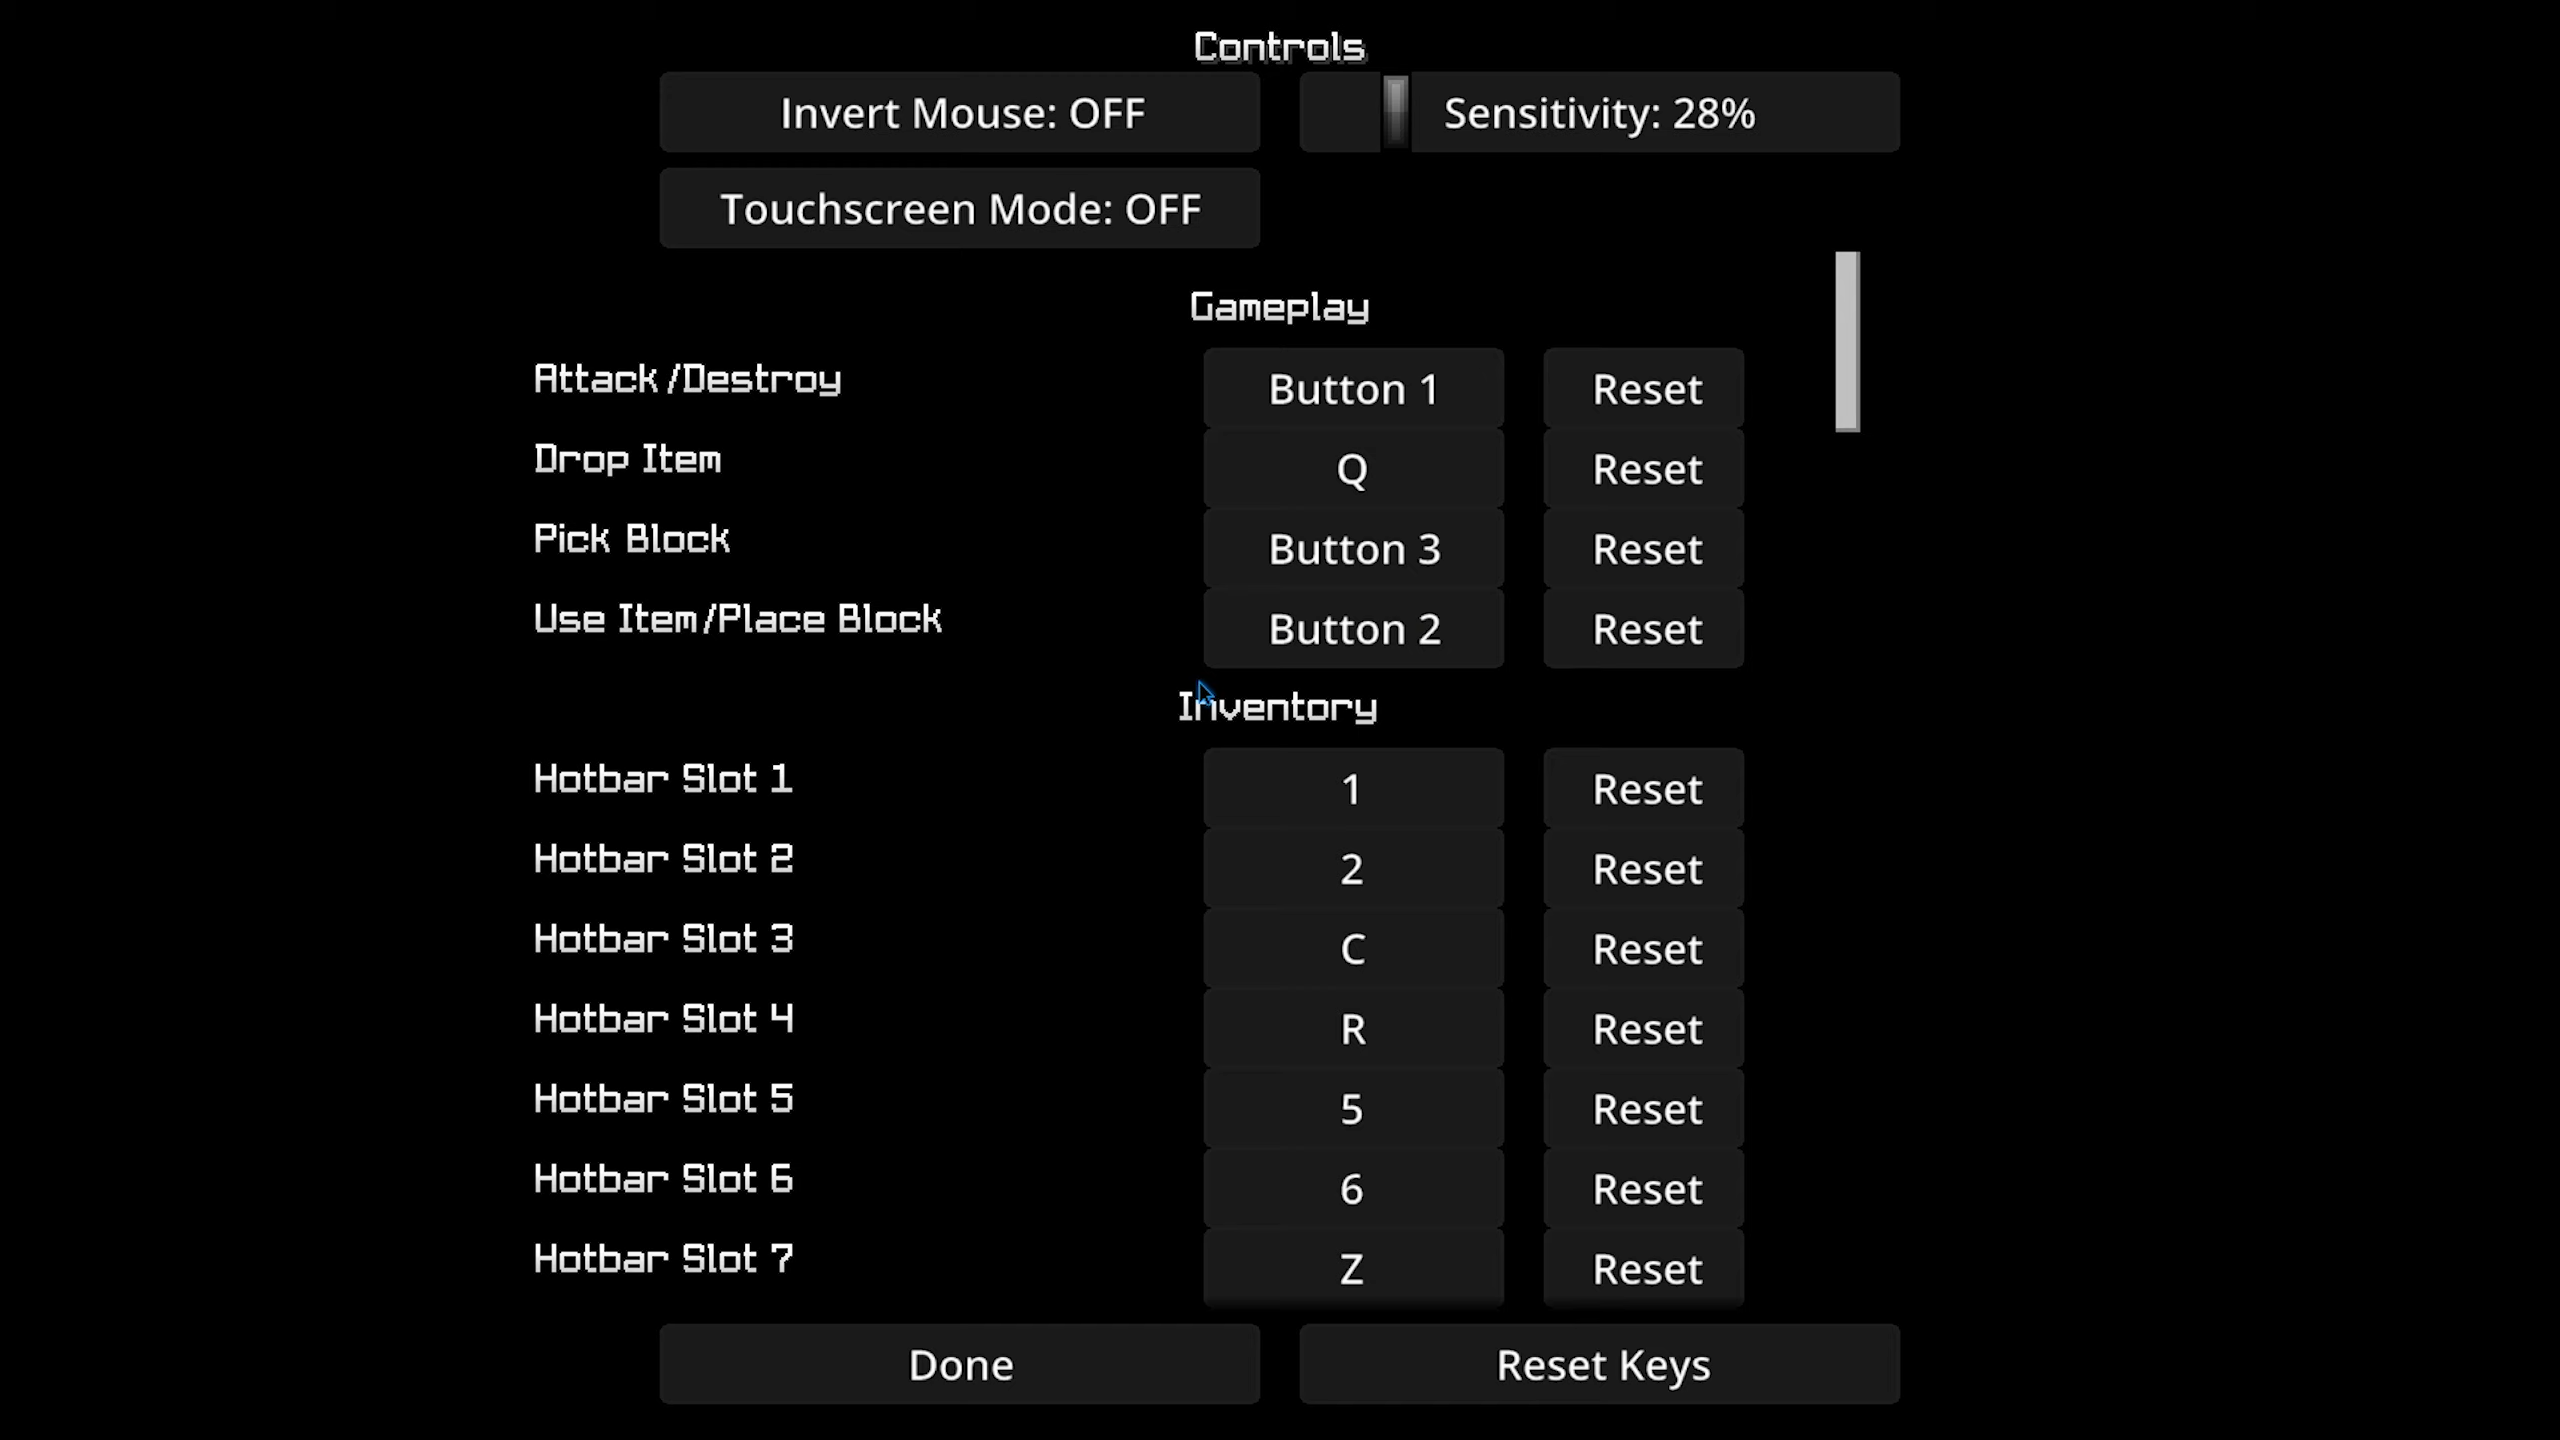 Controls
Invert Mouse: OFF Sensitivity: 28%
Touchscreen Mode: OFF
Gameplay
Attack/Destroy Button 1 Reset
Drop Item Q Reset
Pick Block Button 3 Reset
Use Item/Place Block Button 2 Reset
Inventory
Hotbar Slot 1 1 Reset
Hotbar Slot 2 2 Reset
Hotbar Slot 3 C Reset
Hotbar Slot 4 R Reset
Hotbar Slot 5 5 Reset
Hotbar Slot 6 6 Reset
Hotbar Slot 7 Z Reset
Done Reset Keys